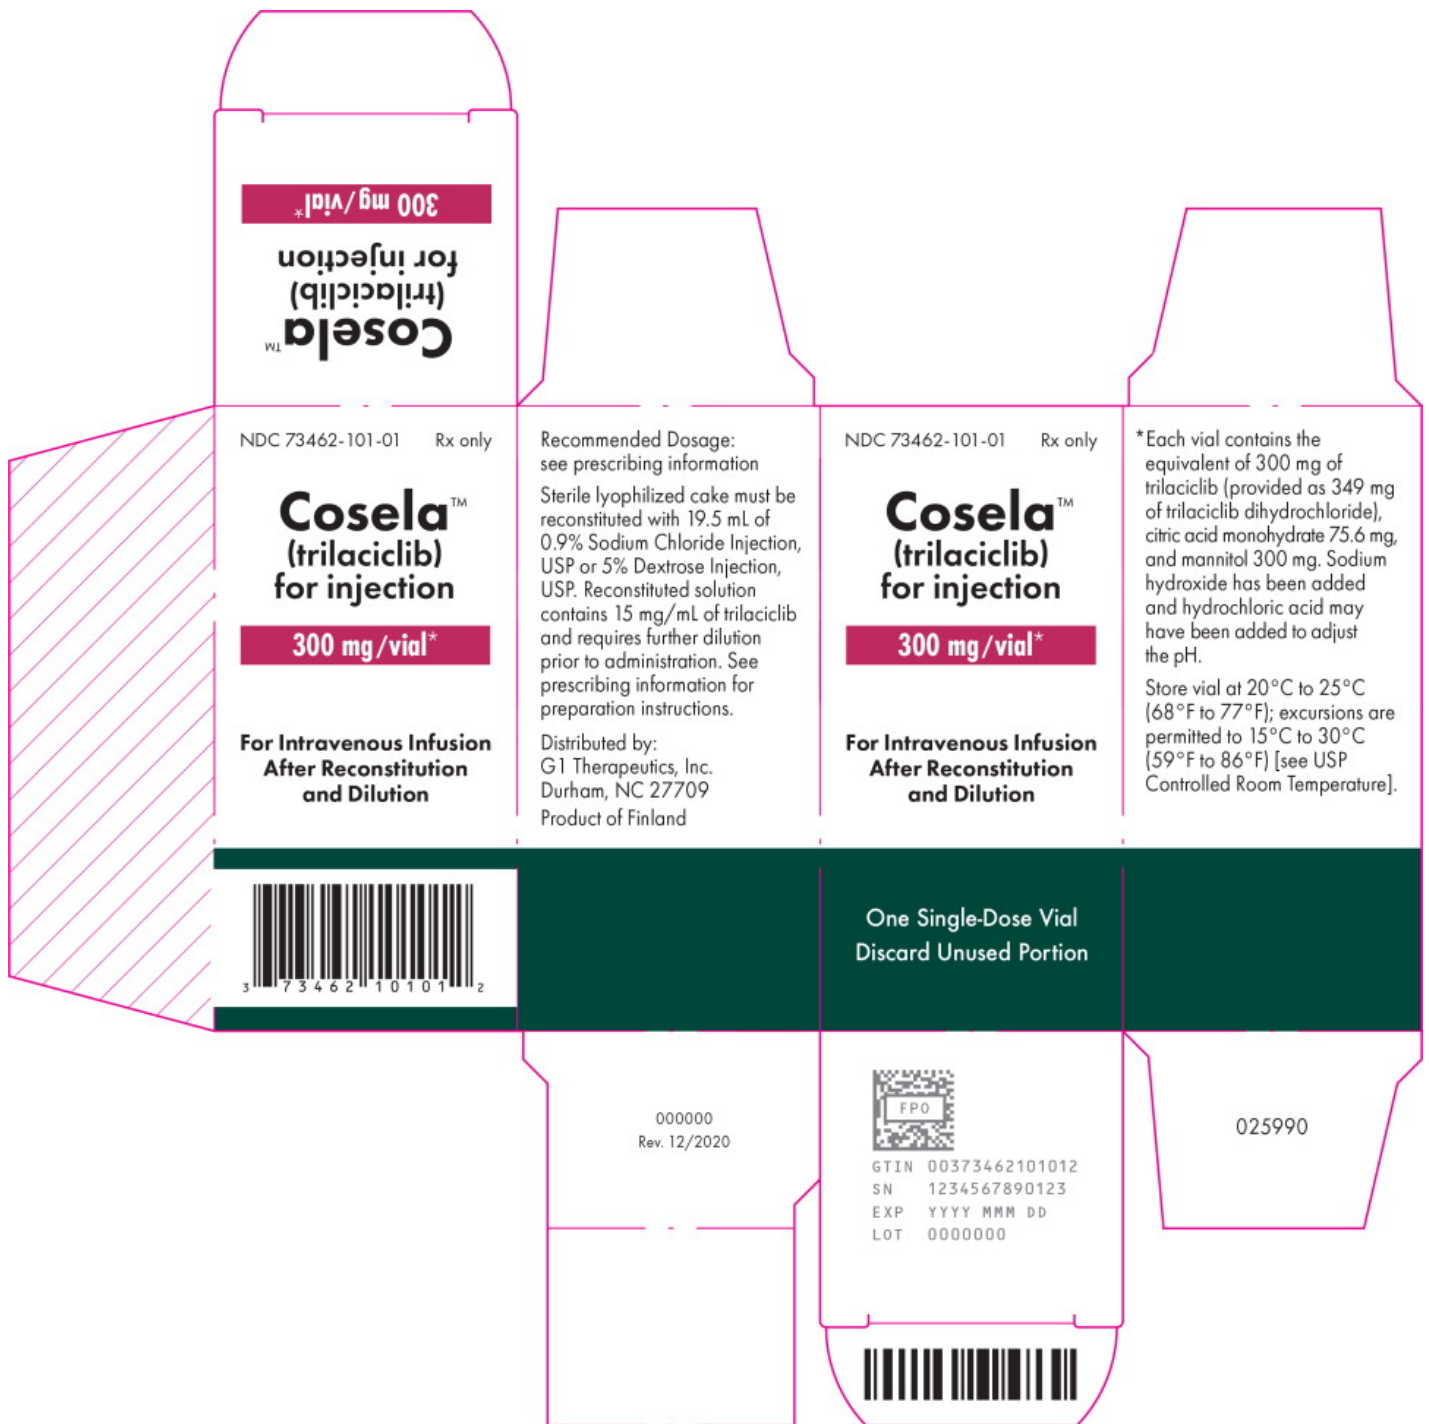 300 mg/vial*
for injection
(trilaciclib)
Cosela™
NDC 73462-101-01 Rx only
Cosela™
(trilaciclib)
for injection
300 mg/vial*
For Intravenous Infusion
After Reconstitution
and Dilution
3 73462 10101 2
Recommended Dosage:
see prescribing information
Sterile lyophilized cake must be
reconstituted with 19.5 mL of
0.9% Sodium Chloride Injection,
USP or 5% Dextrose Injection,
USP. Reconstituted solution
contains 15 mg/mL of trilaciclib
and requires further dilution
prior to administration. See
prescribing information for
preparation instructions.
Distributed by:
G1 Therapeutics, Inc.
Durham, NC 27709
Product of Finland
000000
Rev. 12/2020
NDC 73462-101-01 Rx only
Cosela™
(trilaciclib)
for injection
300 mg/vial*
For Intravenous Infusion
After Reconstitution
and Dilution
One Single-Dose Vial
Discard Unused Portion
FPO
GTIN 00373462101012
SN 1234567890123
EXP YYYY MMM DD
LOT 0000000
*Each vial contains the
equivalent of 300 mg of
trilaciclib (provided as 349 mg
of trilaciclib dihydrochloride),
citric acid monohydrate 75.6 mg,
and mannitol 300 mg. Sodium
hydroxide has been added
and hydrochloric acid may
have been added to adjust
the pH.
Store vial at 20°C to 25°C
(68°F to 77°F); excursions are
permitted to 15°C to 30°C
(59°F to 86°F) [see USP
Controlled Room Temperature].
025990